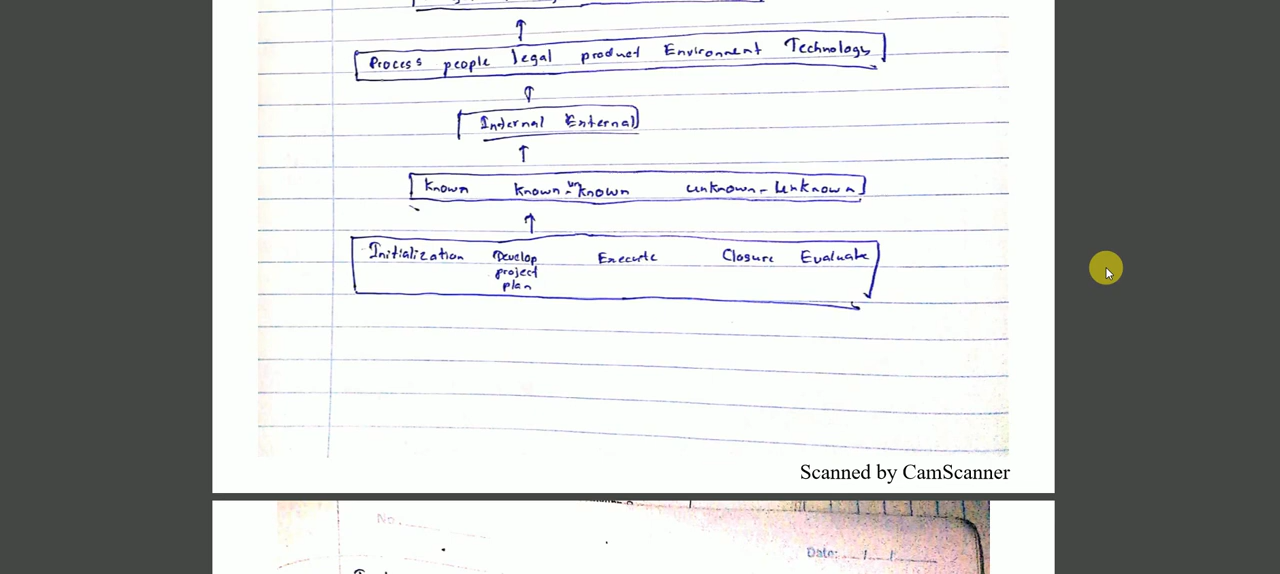 Process people legal product Environment Technology
Internal External
Known known-unknown unknown-unknown
Initialization Develop project plan Execute Closure Evaluate
Scanned by CamScanner
No.
Date: / /